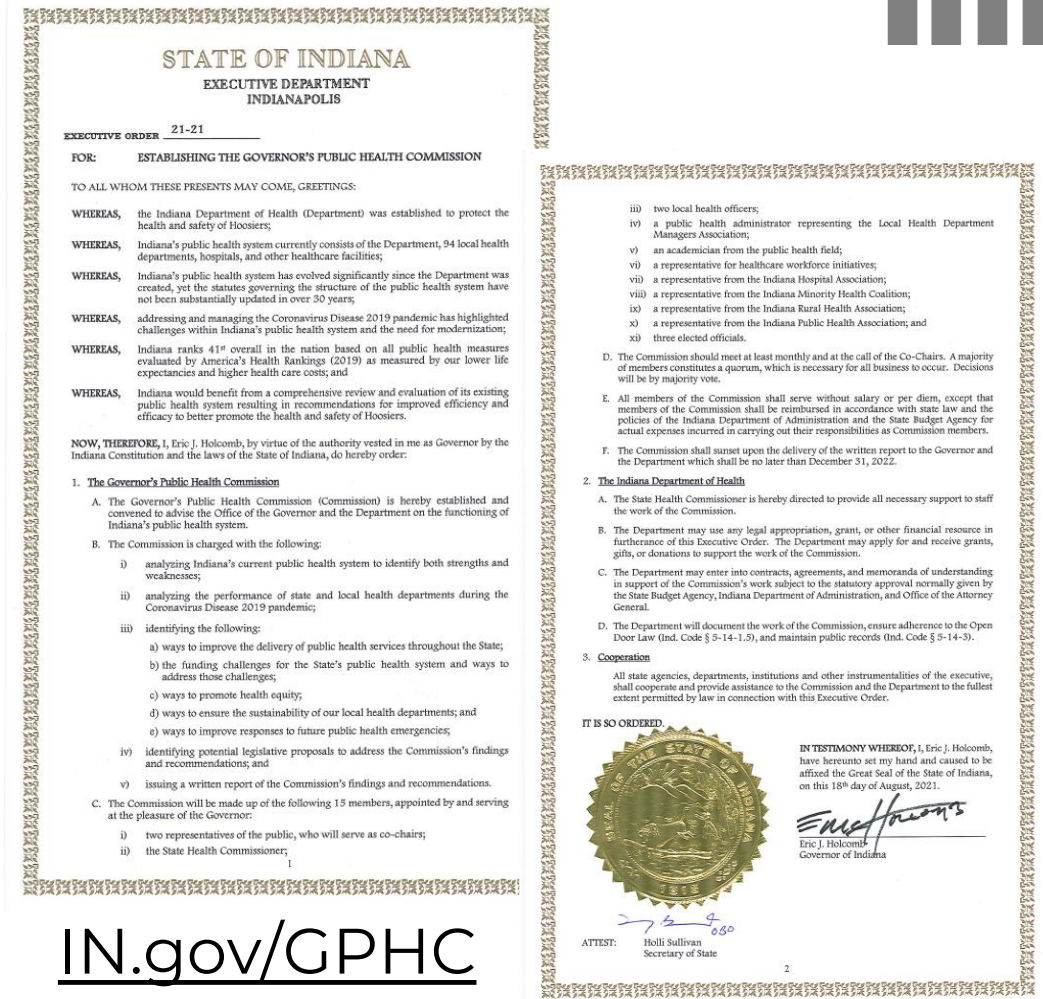 STATE OF INDIANA
EXECUTIVE DEPARTMENT
INDIANAPOLIS
EXECUTIVE ORDER 21-21
FOR: ESTABLISHING THE GOVERNOR'S PUBLIC HEALTH COMMISSION
TO ALL WHOM THESE PRESENTS MAY COME, GREETINGS:
WHEREAS, the Indiana Department of Health (Department) was established to protect the
health and safety of Hoosiers;
WHEREAS, Indiana's public health system currently consists of the Department, 94 local health
departments, hospitals, and other healthcare facilities;
WHEREAS, Indiana's public health system has evolved significantly since the Department was
created, yet the statutes governing the structure of the public health system have
not been substantially updated in over 30 years;
WHEREAS, addressing and managing the Coronavirus Disease 2019 pandemic has highlighted
challenges within Indiana's public health system and the need for modernization;
WHEREAS, Indiana ranks 41st overall in the nation based on all public health measures
evaluated by America's Health Rankings (2019) as measured by our lower life
expectancies and higher health care costs; and
WHEREAS, Indiana would benefit from a comprehensive review and evaluation of its existing
public health system resulting in recommendations for improved efficiency and
efficacy to better promote the health and safety of Hoosiers.
NOW, THEREFORE, I, Eric J. Holcomb, by virtue of the authority vested in me as Governor by the
Indiana Constitution and the laws of the State of Indiana, do hereby order:
1. The Governor's Public Health Commission
A. The Governor's Public Health Commission (Commission) is hereby established and
convened to advise the Office of the Governor and the Department on the functioning of
Indiana's public health system.
B. The Commission is charged with the following:
i) analyzing Indiana's current public health system to identify both strengths and
weaknesses;
ii) analyzing the performance of state and local health departments during the
Coronavirus Disease 2019 pandemic;
iii) identifying the following:
a) ways to improve the delivery of public health services throughout the State;
b) the funding challenges for the State's public health system and ways to
address those challenges;
c) ways to promote health equity;
d) ways to ensure the sustainability of our local health departments; and
e) ways to improve responses to future public health emergencies;
iv) identifying potential legislative proposals to address the Commission's findings
and recommendations; and
v) issuing a written report of the Commission's findings and recommendations.
C. The Commission will be made up of the following 15 members, appointed by and serving
at the pleasure of the Governor:
i) two representatives of the public, who will serve as co-chairs;
ii) the State Health Commissioner;
1
iii) two local health officers;
iv) a public health administrator representing the Local Health Department
Managers Association;
v) an academician from the public health field;
vi) a representative for healthcare workforce initiatives;
vii) a representative from the Indiana Hospital Association;
viii) a representative from the Indiana Minority Health Coalition;
ix) a representative from the Indiana Rural Health Association;
x) a representative from the Indiana Public Health Association; and
xi) three elected officials.
D. The Commission should meet at least monthly and at the call of the Co-Chairs. A majority
of members constitutes a quorum, which is necessary for all business to occur. Decisions
will be by majority vote.
E. All members of the Commission shall serve without salary or per diem, except that
members of the Commission shall be reimbursed in accordance with state law and the
policies of the Indiana Department of Administration and the State Budget Agency for
actual expenses incurred in carrying out their responsibilities as Commission members.
F. The Commission shall sunset upon the delivery of the written report to the Governor and
the Department which shall be no later than December 31, 2022.
2. The Indiana Department of Health
A. The State Health Commissioner is hereby directed to provide all necessary support to staff
the work of the Commission.
B. The Department may use any legal appropriation, grant, or other financial resource in
furtherance of this Executive Order. The Department may apply for and receive grants,
gifts, or donations to support the work of the Commission.
C. The Department may enter into contracts, agreements, and memoranda of understanding
in support of the Commission's work subject to the statutory approval normally given by
the State Budget Agency, Indiana Department of Administration, and Office of the Attorney
General.
D. The Department will document the work of the Commission, ensure adherence to the Open
Door Law (Ind. Code § 5-14-1.5), and maintain public records (Ind. Code § 5-14-3).
3. Cooperation
All state agencies, departments, institutions and other instrumentalities of the executive,
shall cooperate and provide assistance to the Commission and the Department to the fullest
extent permitted by law in connection with this Executive Order.
IT IS SO ORDERED.
SEAL OF THE STATE OF INDIANA
1816
IN TESTIMONY WHEREOF, I, Eric J. Holcomb,
have hereunto set my hand and caused to be
affixed the Great Seal of the State of Indiana,
on this 18th day of August, 2021.
Eric J. Holcomb
Governor of Indiana
OBO
ATTEST: Holli Sullivan
Secretary of State
2
IN.gov/GPHC